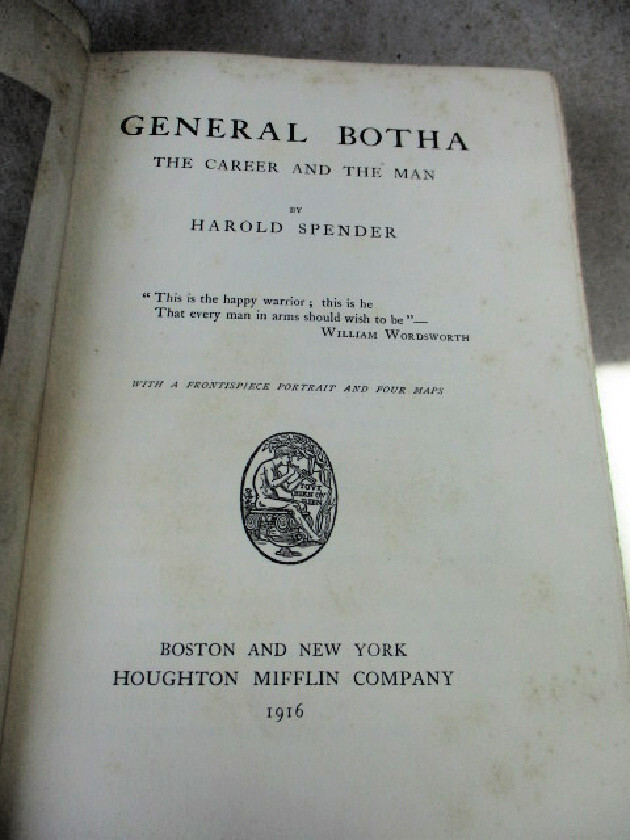 GENERAL BOTHA
THE CAREER AND THE MAN
BY
HAROLD SPENDER
“ This is the happy warrior ; this is he
That every man in arms should wish to be ”—
WILLIAM WORDSWORTH
WITH A FRONTISPIECE PORTRAIT AND FOUR MAPS
BOSTON AND NEW YORK
HOUGHTON MIFFLIN COMPANY
1916